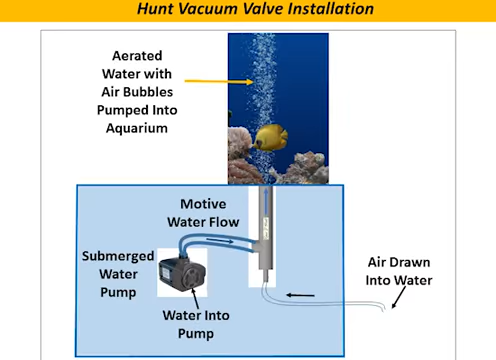 Hunt Vacuum Valve Installation
Aerated
Water with
Air Bubbles
Pumped Into
Aquarium
Motive
Water Flow
Submerged
Water
Pump
Air Drawn
Into Water
Water Into
Pump